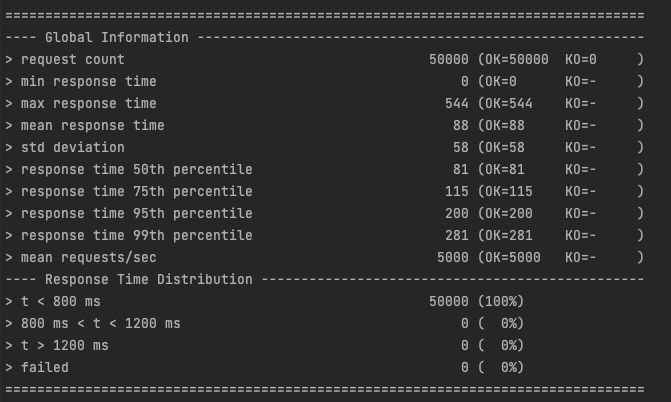 ================================================================================
---- Global Information --------------------------------------------------------
> request count                                      50000 (OK=50000  KO=0     )
> min response time                                      0 (OK=0      KO=-     )
> max response time                                    544 (OK=544    KO=-     )
> mean response time                                    88 (OK=88     KO=-     )
> std deviation                                         58 (OK=58     KO=-     )
> response time 50th percentile                         81 (OK=81     KO=-     )
> response time 75th percentile                        115 (OK=115    KO=-     )
> response time 95th percentile                        200 (OK=200    KO=-     )
> response time 99th percentile                        281 (OK=281    KO=-     )
> mean requests/sec                                   5000 (OK=5000   KO=-     )
---- Response Time Distribution ------------------------------------------------
> t < 800 ms                                         50000 (100%)
> 800 ms < t < 1200 ms                                   0 (  0%)
> t > 1200 ms                                            0 (  0%)
> failed                                                 0 (  0%)
================================================================================